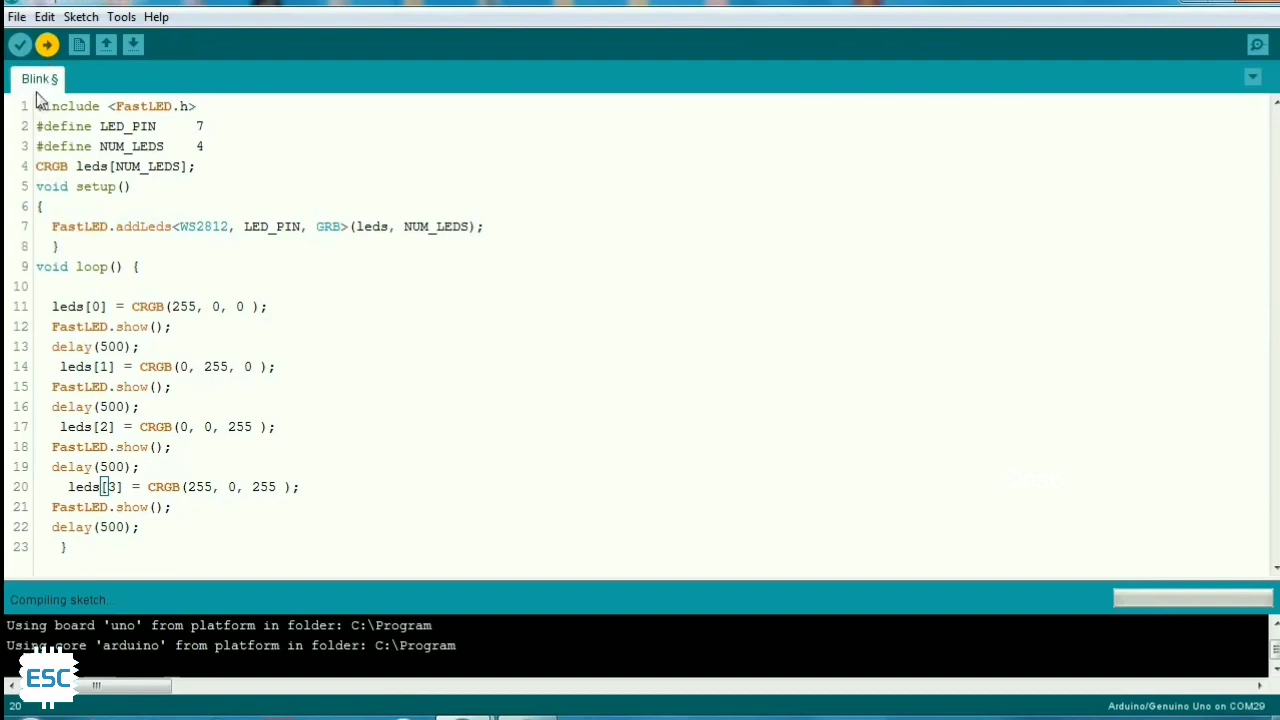 File Edit Sketch Tools Help
Blink §
1 #include <FastLED.h>
2 #define LED_PIN     7
3 #define NUM_LEDS    4
4 CRGB leds[NUM_LEDS];
5 void setup()
6 {
7   FastLED.addLeds<WS2812, LED_PIN, GRB>(leds, NUM_LEDS);
8   }
9 void loop() {
10
11   leds[0] = CRGB(255, 0, 0 );
12   FastLED.show();
13   delay(500);
14    leds[1] = CRGB(0, 255, 0 );
15   FastLED.show();
16   delay(500);
17    leds[2] = CRGB(0, 0, 255 );
18   FastLED.show();
19   delay(500);
20     leds[3] = CRGB(255, 0, 255 );
21   FastLED.show();
22   delay(500);
23    }
Compiling sketch...
Using board 'uno' from platform in folder: C:\Program
Using core 'arduino' from platform in folder: C:\Program
ESC
20 Arduino/Genuino Uno on COM29